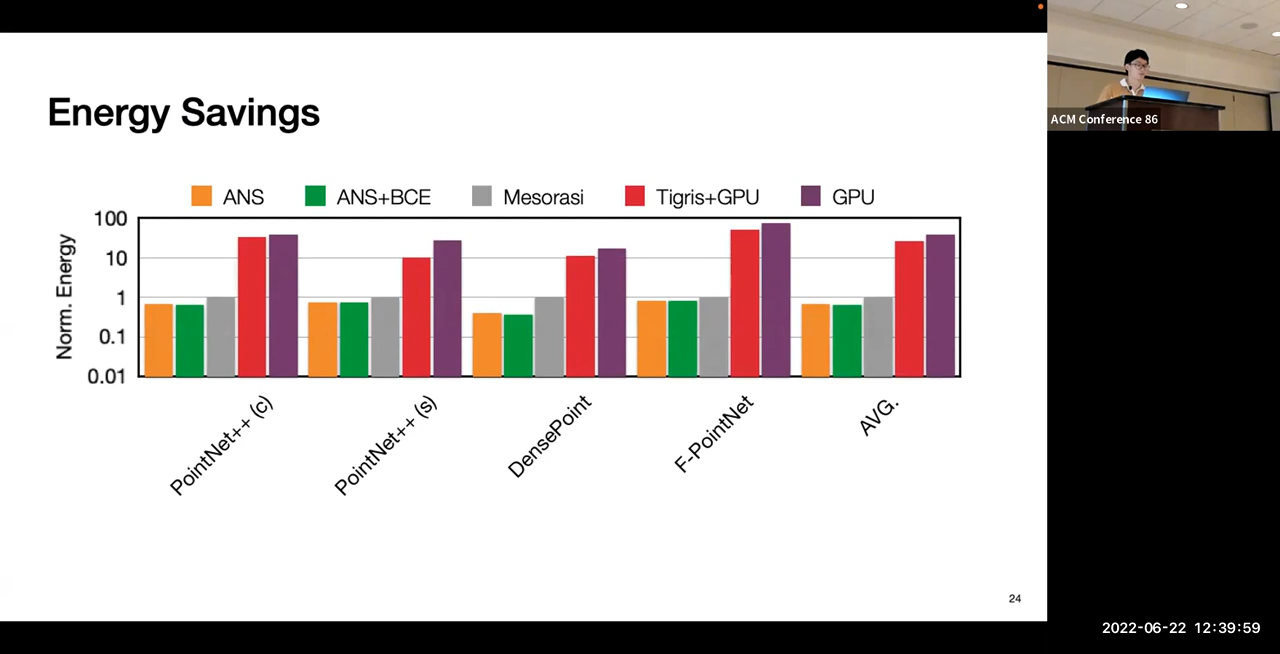 Energy Savings
ACM Conference 86
ANS ANS+BCE Mesorasi Tigris+GPU GPU
Norm. Energy
100
10
1
0.1
0.01
PointNet++ (c)
PointNet++ (s)
DensePoint
F-PointNet
AVG.
24
2022-06-22 12:39:59